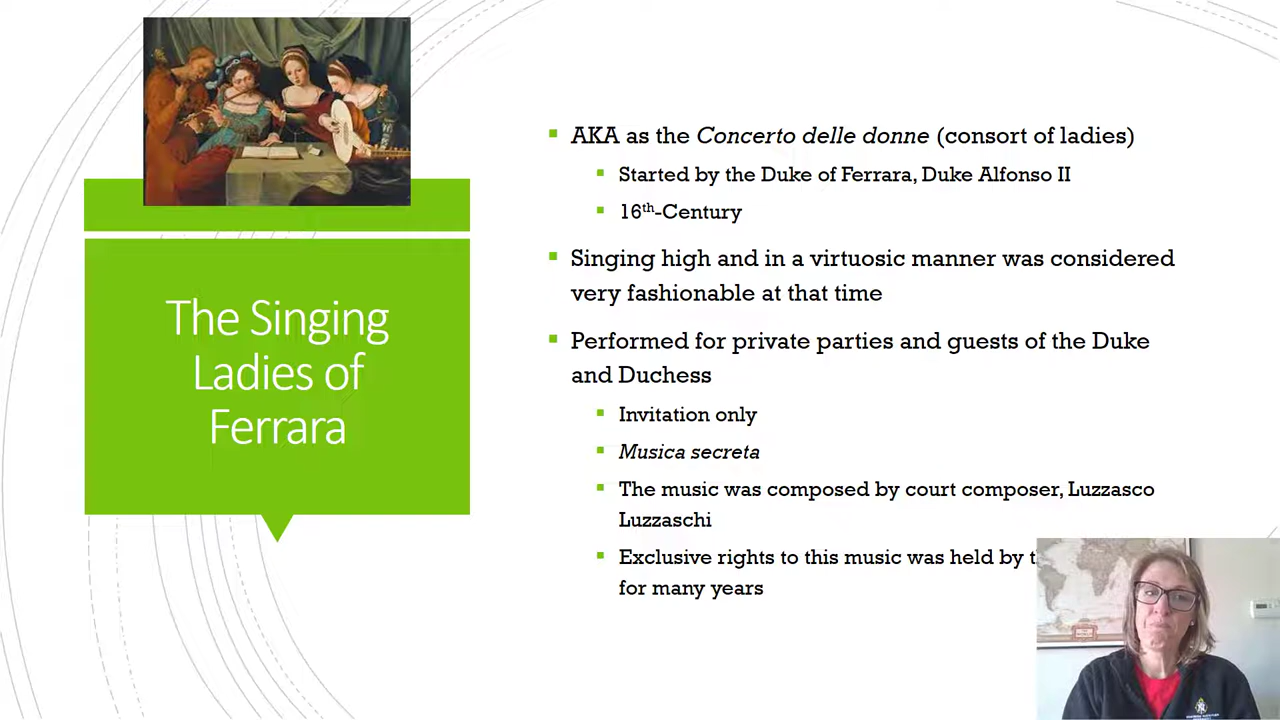 The Singing
Ladies of
Ferrara
AKA as the Concerto delle donne (consort of ladies)
Started by the Duke of Ferrara, Duke Alfonso II
16th-Century
Singing high and in a virtuosic manner was considered
very fashionable at that time
Performed for private parties and guests of the Duke
and Duchess
Invitation only
Musica secreta
The music was composed by court composer, Luzzasco
Luzzaschi
Exclusive rights to this music was held by
for many years